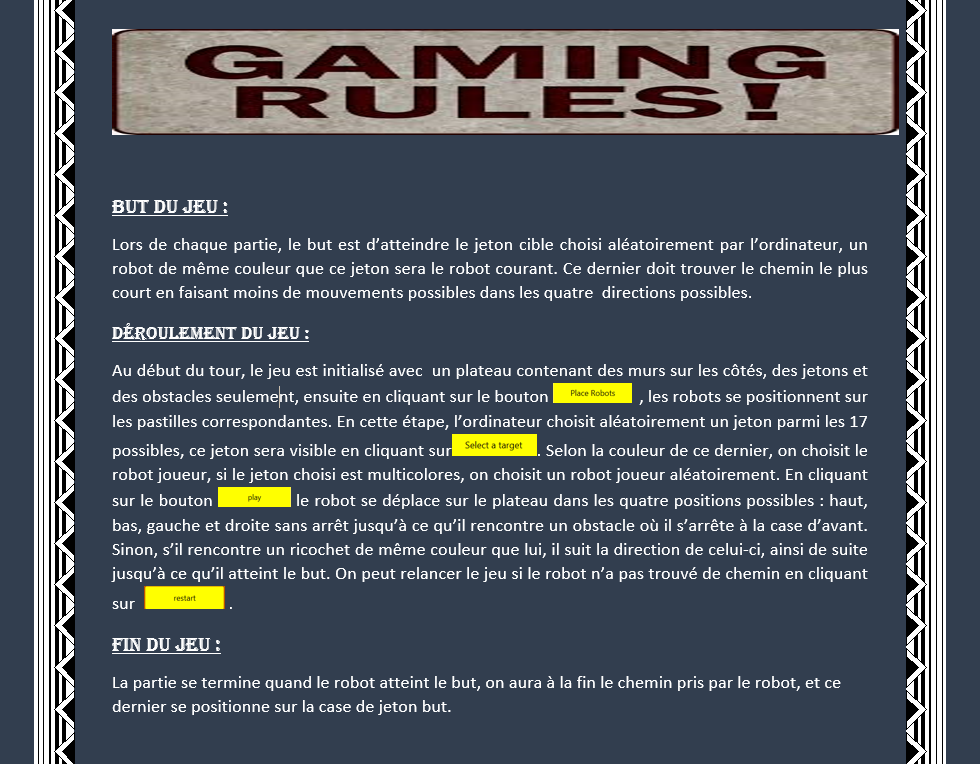 GAMING
RULES!
BUT DU JEU :
Lors de chaque partie, le but est d’atteindre le jeton cible choisi aléatoirement par l’ordinateur, un
robot de même couleur que ce jeton sera le robot courant. Ce dernier doit trouver le chemin le plus
court en faisant moins de mouvements possibles dans les quatre  directions possibles.
DÉROULEMENT DU JEU :
Au début du tour, le jeu est initialisé avec  un plateau contenant des murs sur les côtés, des jetons et
des obstacles seulement, ensuite en cliquant sur le bouton Place Robots , les robots se positionnent sur
les pastilles correspondantes. En cette étape, l’ordinateur choisit aléatoirement un jeton parmi les 17
possibles, ce jeton sera visible en cliquant sur Select a target. Selon la couleur de ce dernier, on choisit le
robot joueur, si le jeton choisi est multicolores, on choisit un robot joueur aléatoirement. En cliquant
sur le bouton play le robot se déplace sur le plateau dans les quatre positions possibles : haut,
bas, gauche et droite sans arrêt jusqu’à ce qu’il rencontre un obstacle où il s’arrête à la case d’avant.
Sinon, s’il rencontre un ricochet de même couleur que lui, il suit la direction de celui-ci, ainsi de suite
jusqu’à ce qu’il atteint le but. On peut relancer le jeu si le robot n’a pas trouvé de chemin en cliquant
sur restart .
FIN DU JEU :
La partie se termine quand le robot atteint le but, on aura à la fin le chemin pris par le robot, et ce
dernier se positionne sur la case de jeton but.